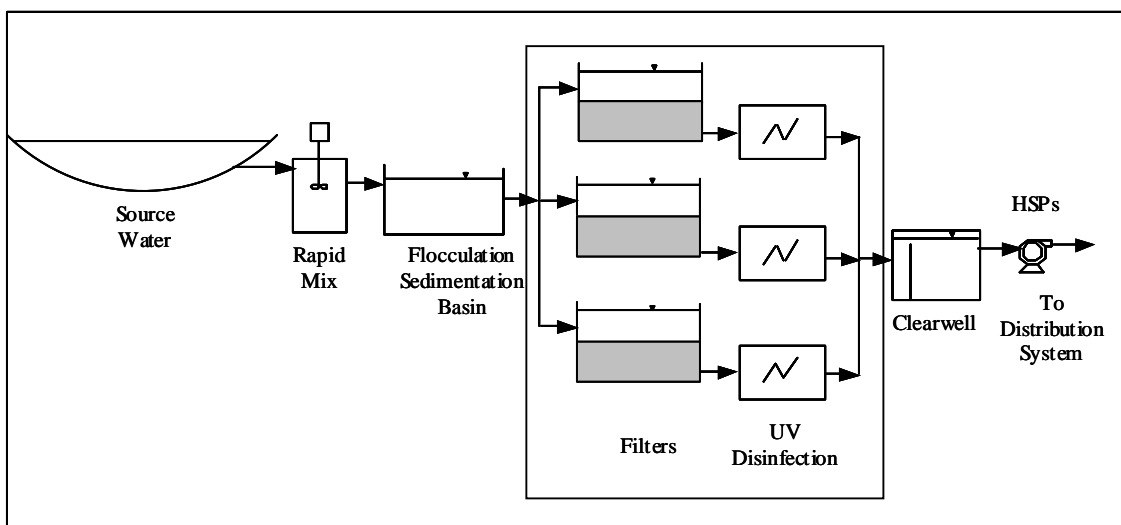 Source
Water
Rapid
Mix
Flocculation
Sedimentation
Basin
Filters
UV
Disinfection
Clearwell
HSPs
To
Distribution
System